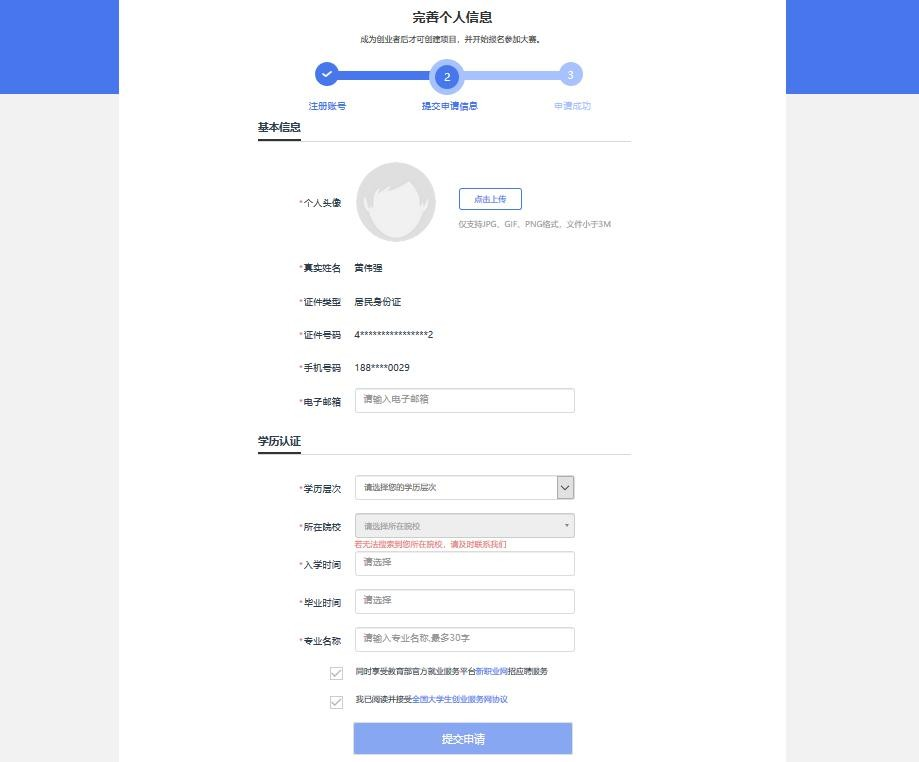 完善个人信息
成为创业者后才可创建项目，并开始报名参加大赛。
2
3
注册账号
提交申请信息
申请成功
基本信息
*个人头像
点击上传
仅支持JPG、GIF、PNG格式，文件小于3M
*真实姓名 黄伟强
*证件类型 居民身份证
*证件号码 4****************2
*手机号码 188****0029
*电子邮箱 请输入电子邮箱
学历认证
*学历层次 请选择您的学历层次
*所在院校 请选择所在院校
若无法搜索到您所在院校，请及时联系我们
*入学时间 请选择
*毕业时间 请选择
*专业名称 请输入专业名称,最多30字
同时享受教育部官方就业服务平台新职业网招应聘服务
我已阅读并接受全国大学生创业服务网协议
提交申请